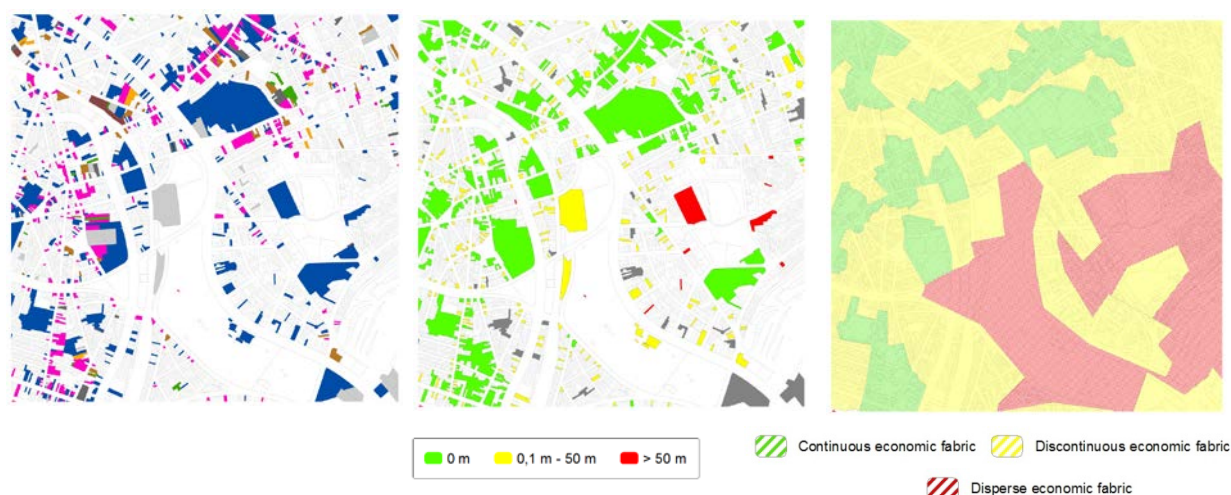 0 m
0,1 m - 50 m
> 50 m
Continuous economic fabric
Discontinuous economic fabric
Disperse economic fabric